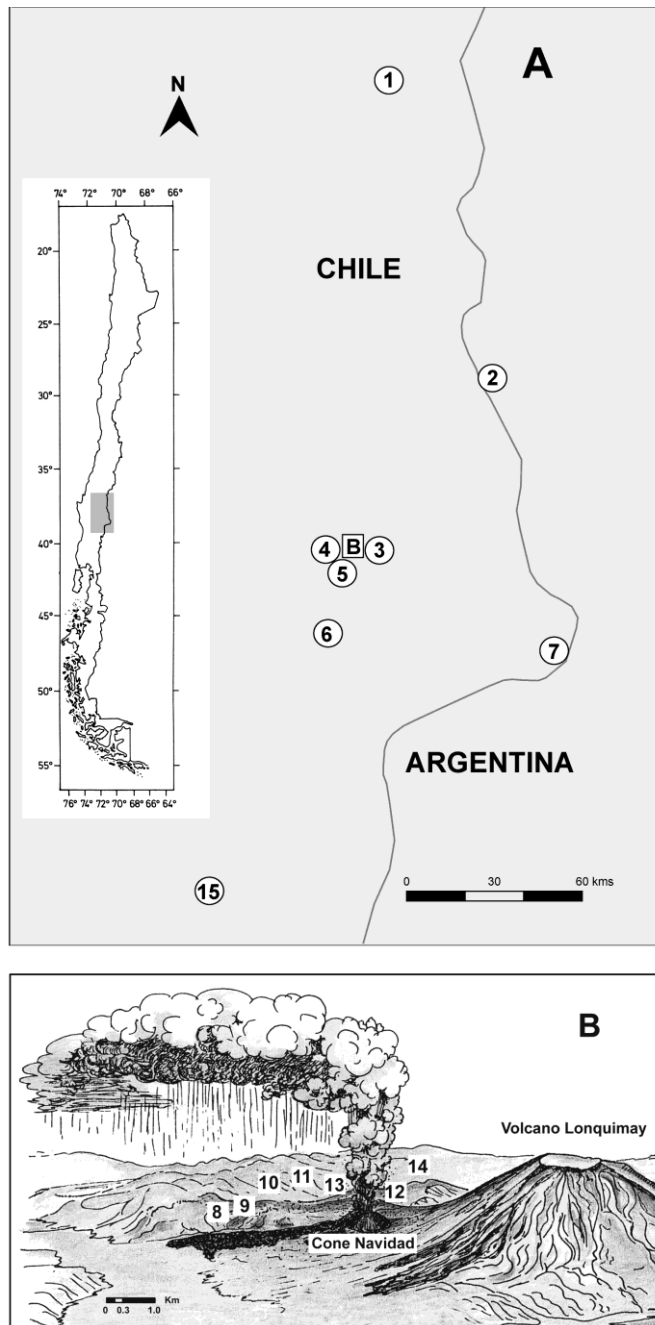 A
1
N
74° 72° 70° 68° 66°
20°
CHILE
25°
2
30°
35°
4 B 3
40°
5
6
45°
7
50°
ARGENTINA
55°
76° 74° 72° 70° 68° 66° 64°
15
0 30 60 kms
B
Volcano Lonquimay
14
10 11 13 12
8 9
Cone Navidad
Km
0 0.3 1.0